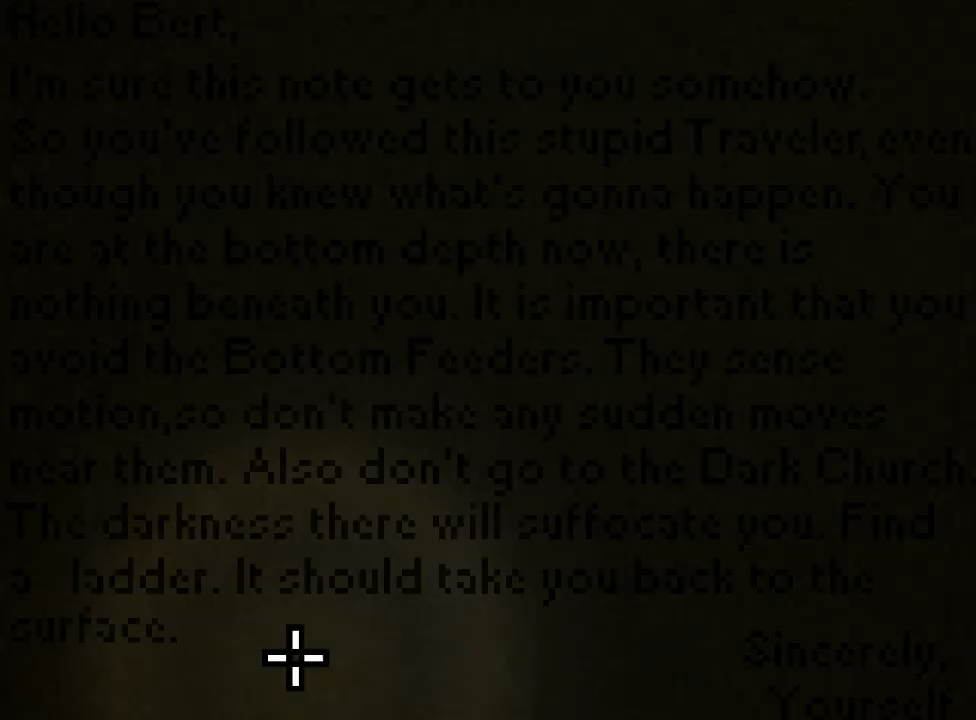 Hello Bert,
I'm sure this note gets to you somehow.
So you've followed this stupid Traveler, even
though you knew what's gonna happen. You
are at the bottom depth now, there is
nothing beneath you. It is important that you
avoid the Bottom Feeders. They sense
motion,so don't make any sudden moves
near them. Also don't go to the Dark Church.
The darkness there will suffocate you. Find
a ladder. It should take you back to the
surface.
Sincerely,
Yourself